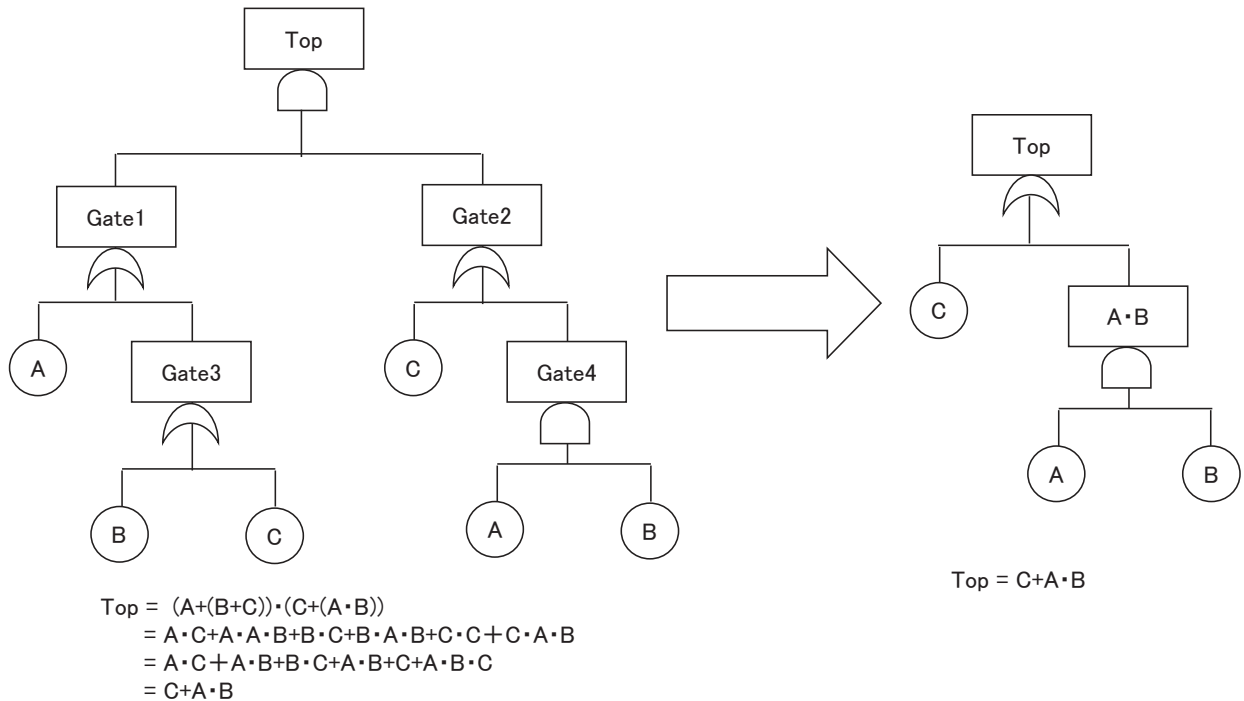 Top
Gate1
Gate2
A
Gate3
C
Gate4
B
C
A
B
Top = (A+(B+C))·(C+(A·B))
= A·C+A·A·B+B·C+B·A·B+C·C+C·A·B
= A·C+A·B+B·C+A·B+C+A·B·C
= C+A·B
Top
C
A·B
A
B
Top = C+A·B